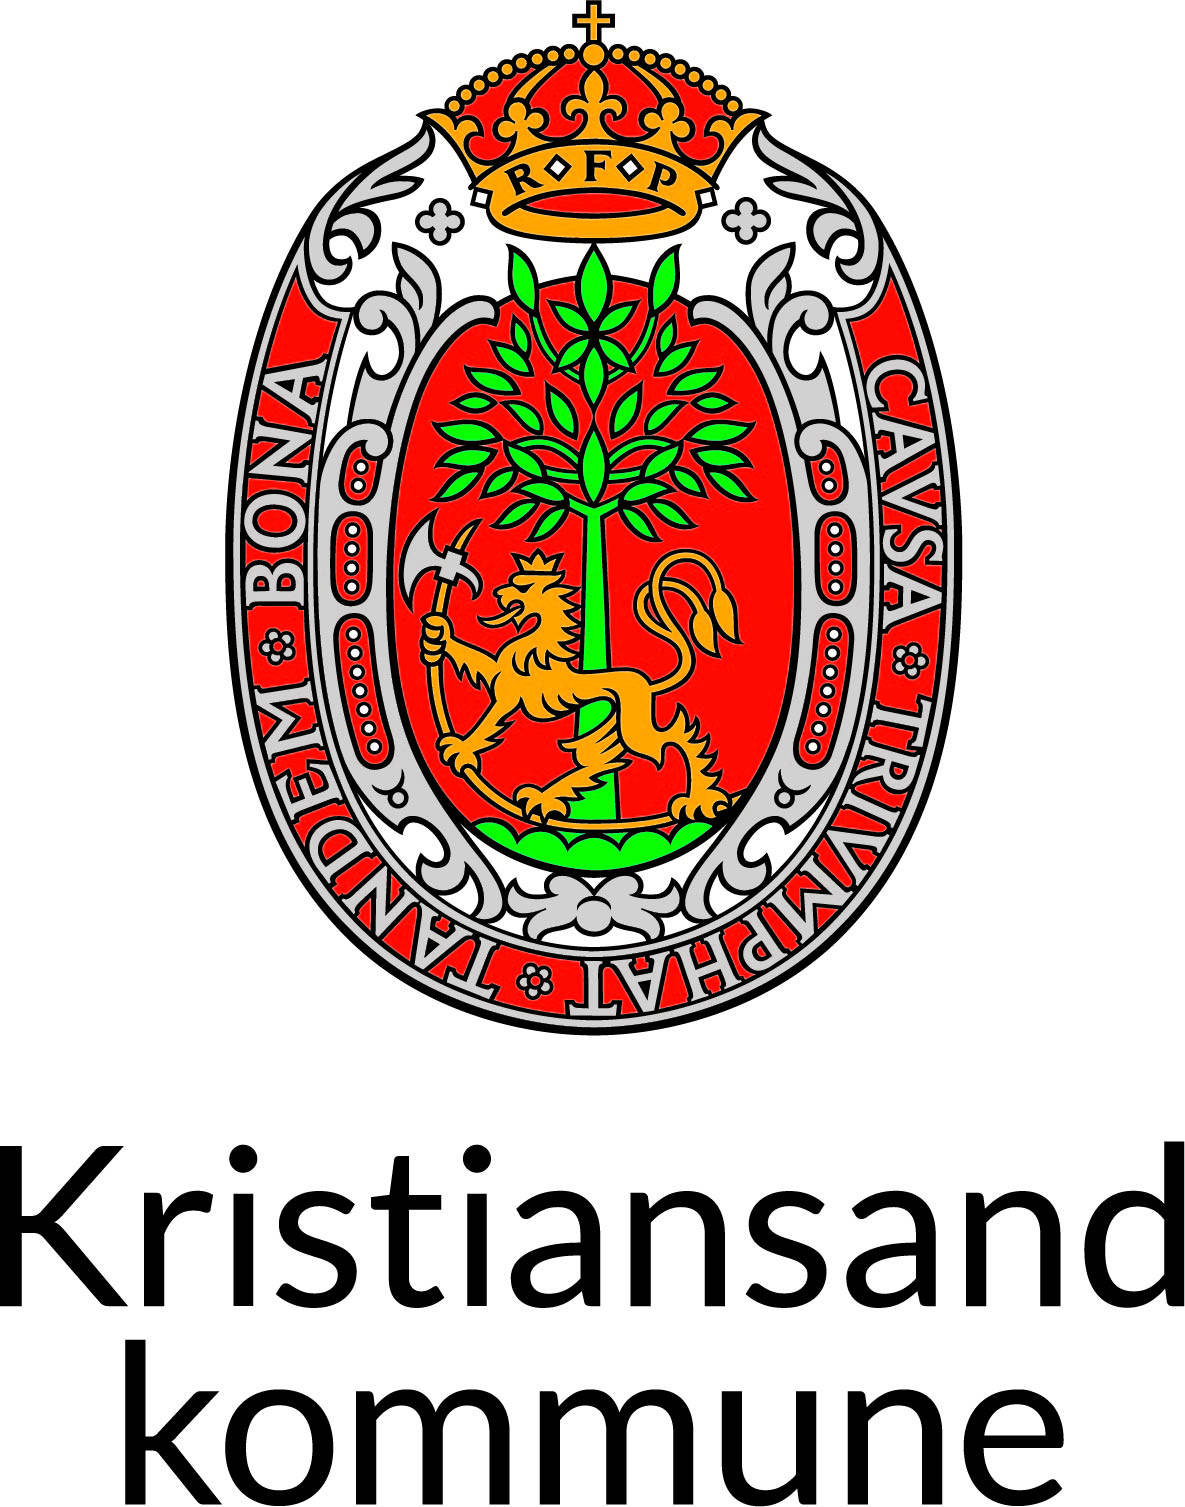 R F P
BONA CAVSA TRIVMPHAT TANDEM
Kristiansand
kommune